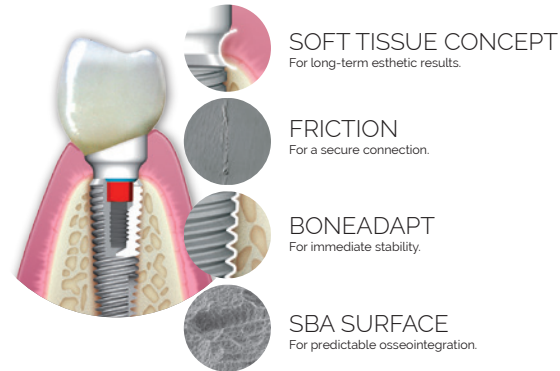 SOFT TISSUE CONCEPT
For long-term esthetic results.
FRICTION
For a secure connection.
BONEADAPT
For immediate stability.
SBA SURFACE
For predictable osseointegration.